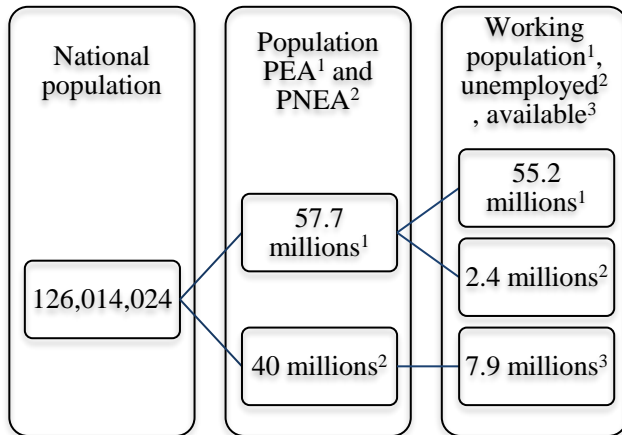 National
population
126,014,024
Population
PEA¹ and
PNEA²
57.7
millions¹
40 millions²
Working
population¹,
unemployed²
, available³
55.2
millions¹
2.4 millions²
7.9 millions³